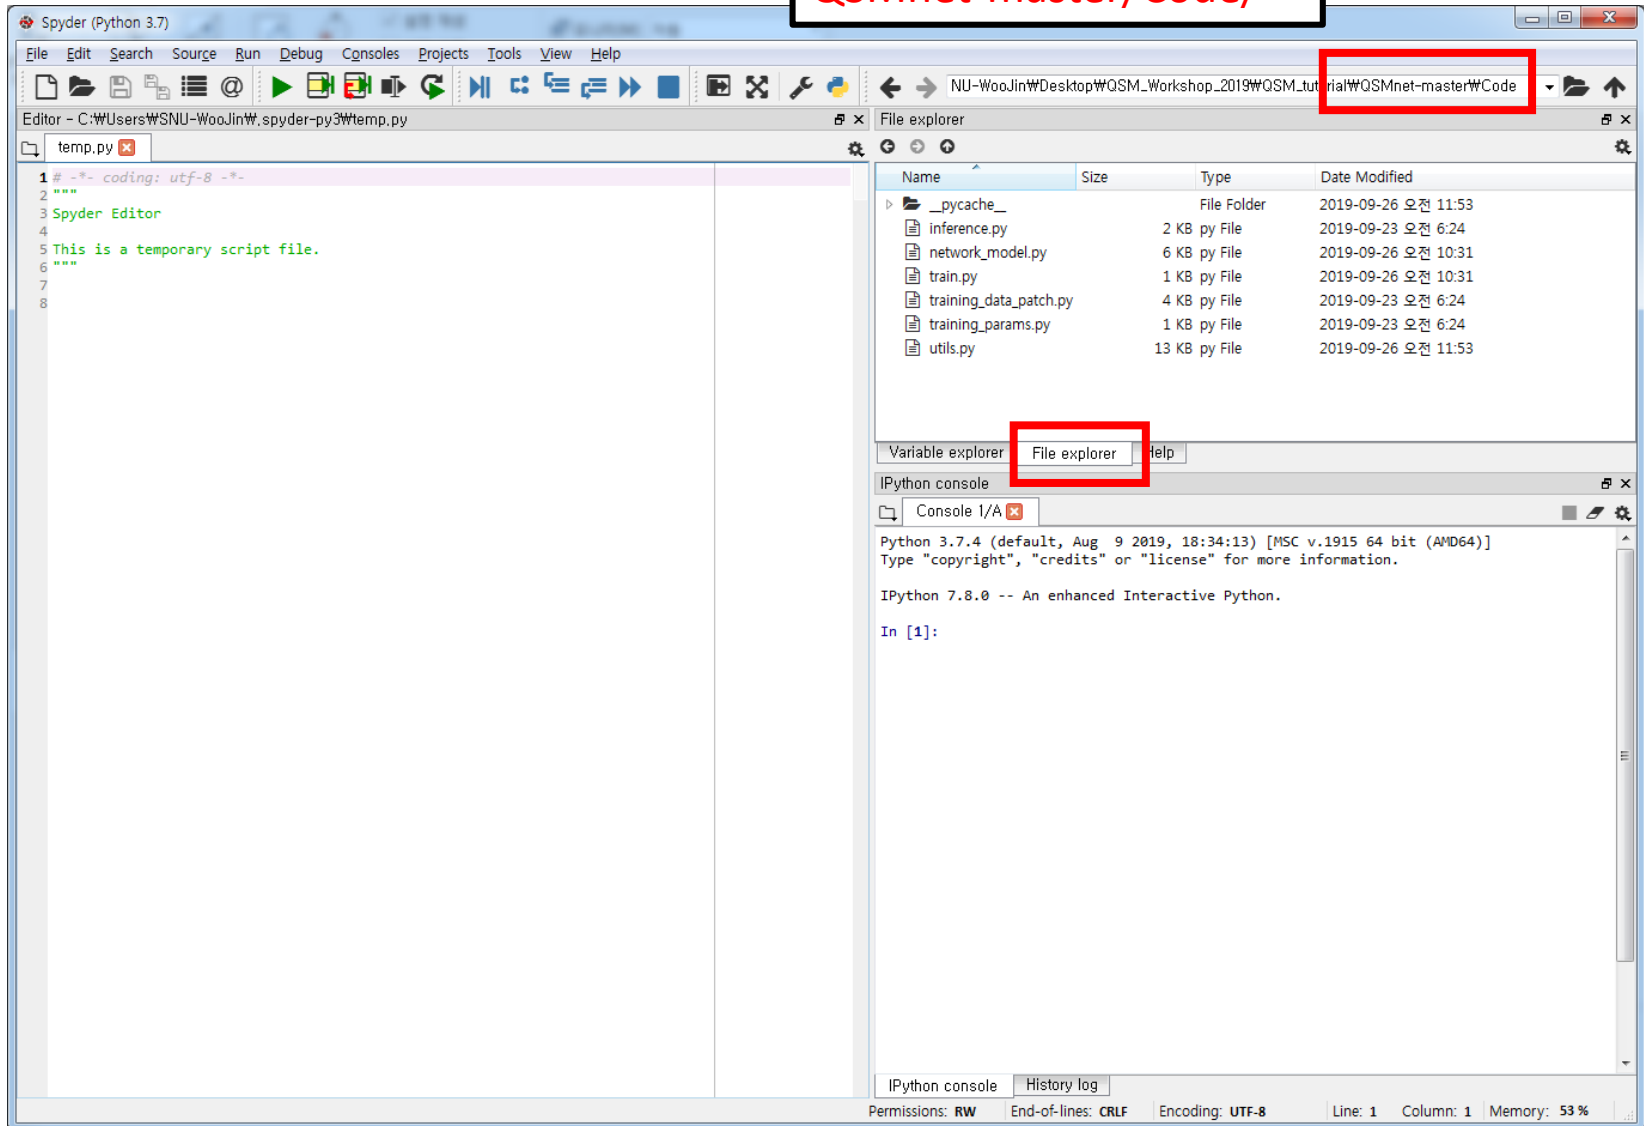 QSMnet-master/Code/
Spyder (Python 3.7)
File Edit Search Source Run Debug Consoles Projects Tools View Help
NU-WooJin₩Desktop₩QSM_Workshop_2019₩QSM_tutorial₩QSMnet-master₩Code
Editor - C:₩Users₩SNU-WooJin₩.spyder-py3₩temp.py
temp.py
1 # -*- coding: utf-8 -*-
2 """
3 Spyder Editor
4
5 This is a temporary script file.
6 """
7
8
File explorer
Name Size Type Date Modified
__pycache__ File Folder 2019-09-26 오전 11:53
inference.py 2 KB py File 2019-09-23 오전 6:24
network_model.py 6 KB py File 2019-09-26 오전 10:31
train.py 1 KB py File 2019-09-26 오전 10:31
training_data_patch.py 4 KB py File 2019-09-23 오전 6:24
training_params.py 1 KB py File 2019-09-23 오전 6:24
utils.py 13 KB py File 2019-09-26 오전 11:53
Variable explorer File explorer Help
IPython console
Console 1/A
Python 3.7.4 (default, Aug  9 2019, 18:34:13) [MSC v.1915 64 bit (AMD64)]
Type "copyright", "credits" or "license" for more information.
IPython 7.8.0 -- An enhanced Interactive Python.
In [1]:
IPython console History log
Permissions: RW End-of-lines: CRLF Encoding: UTF-8 Line: 1 Column: 1 Memory: 53 %